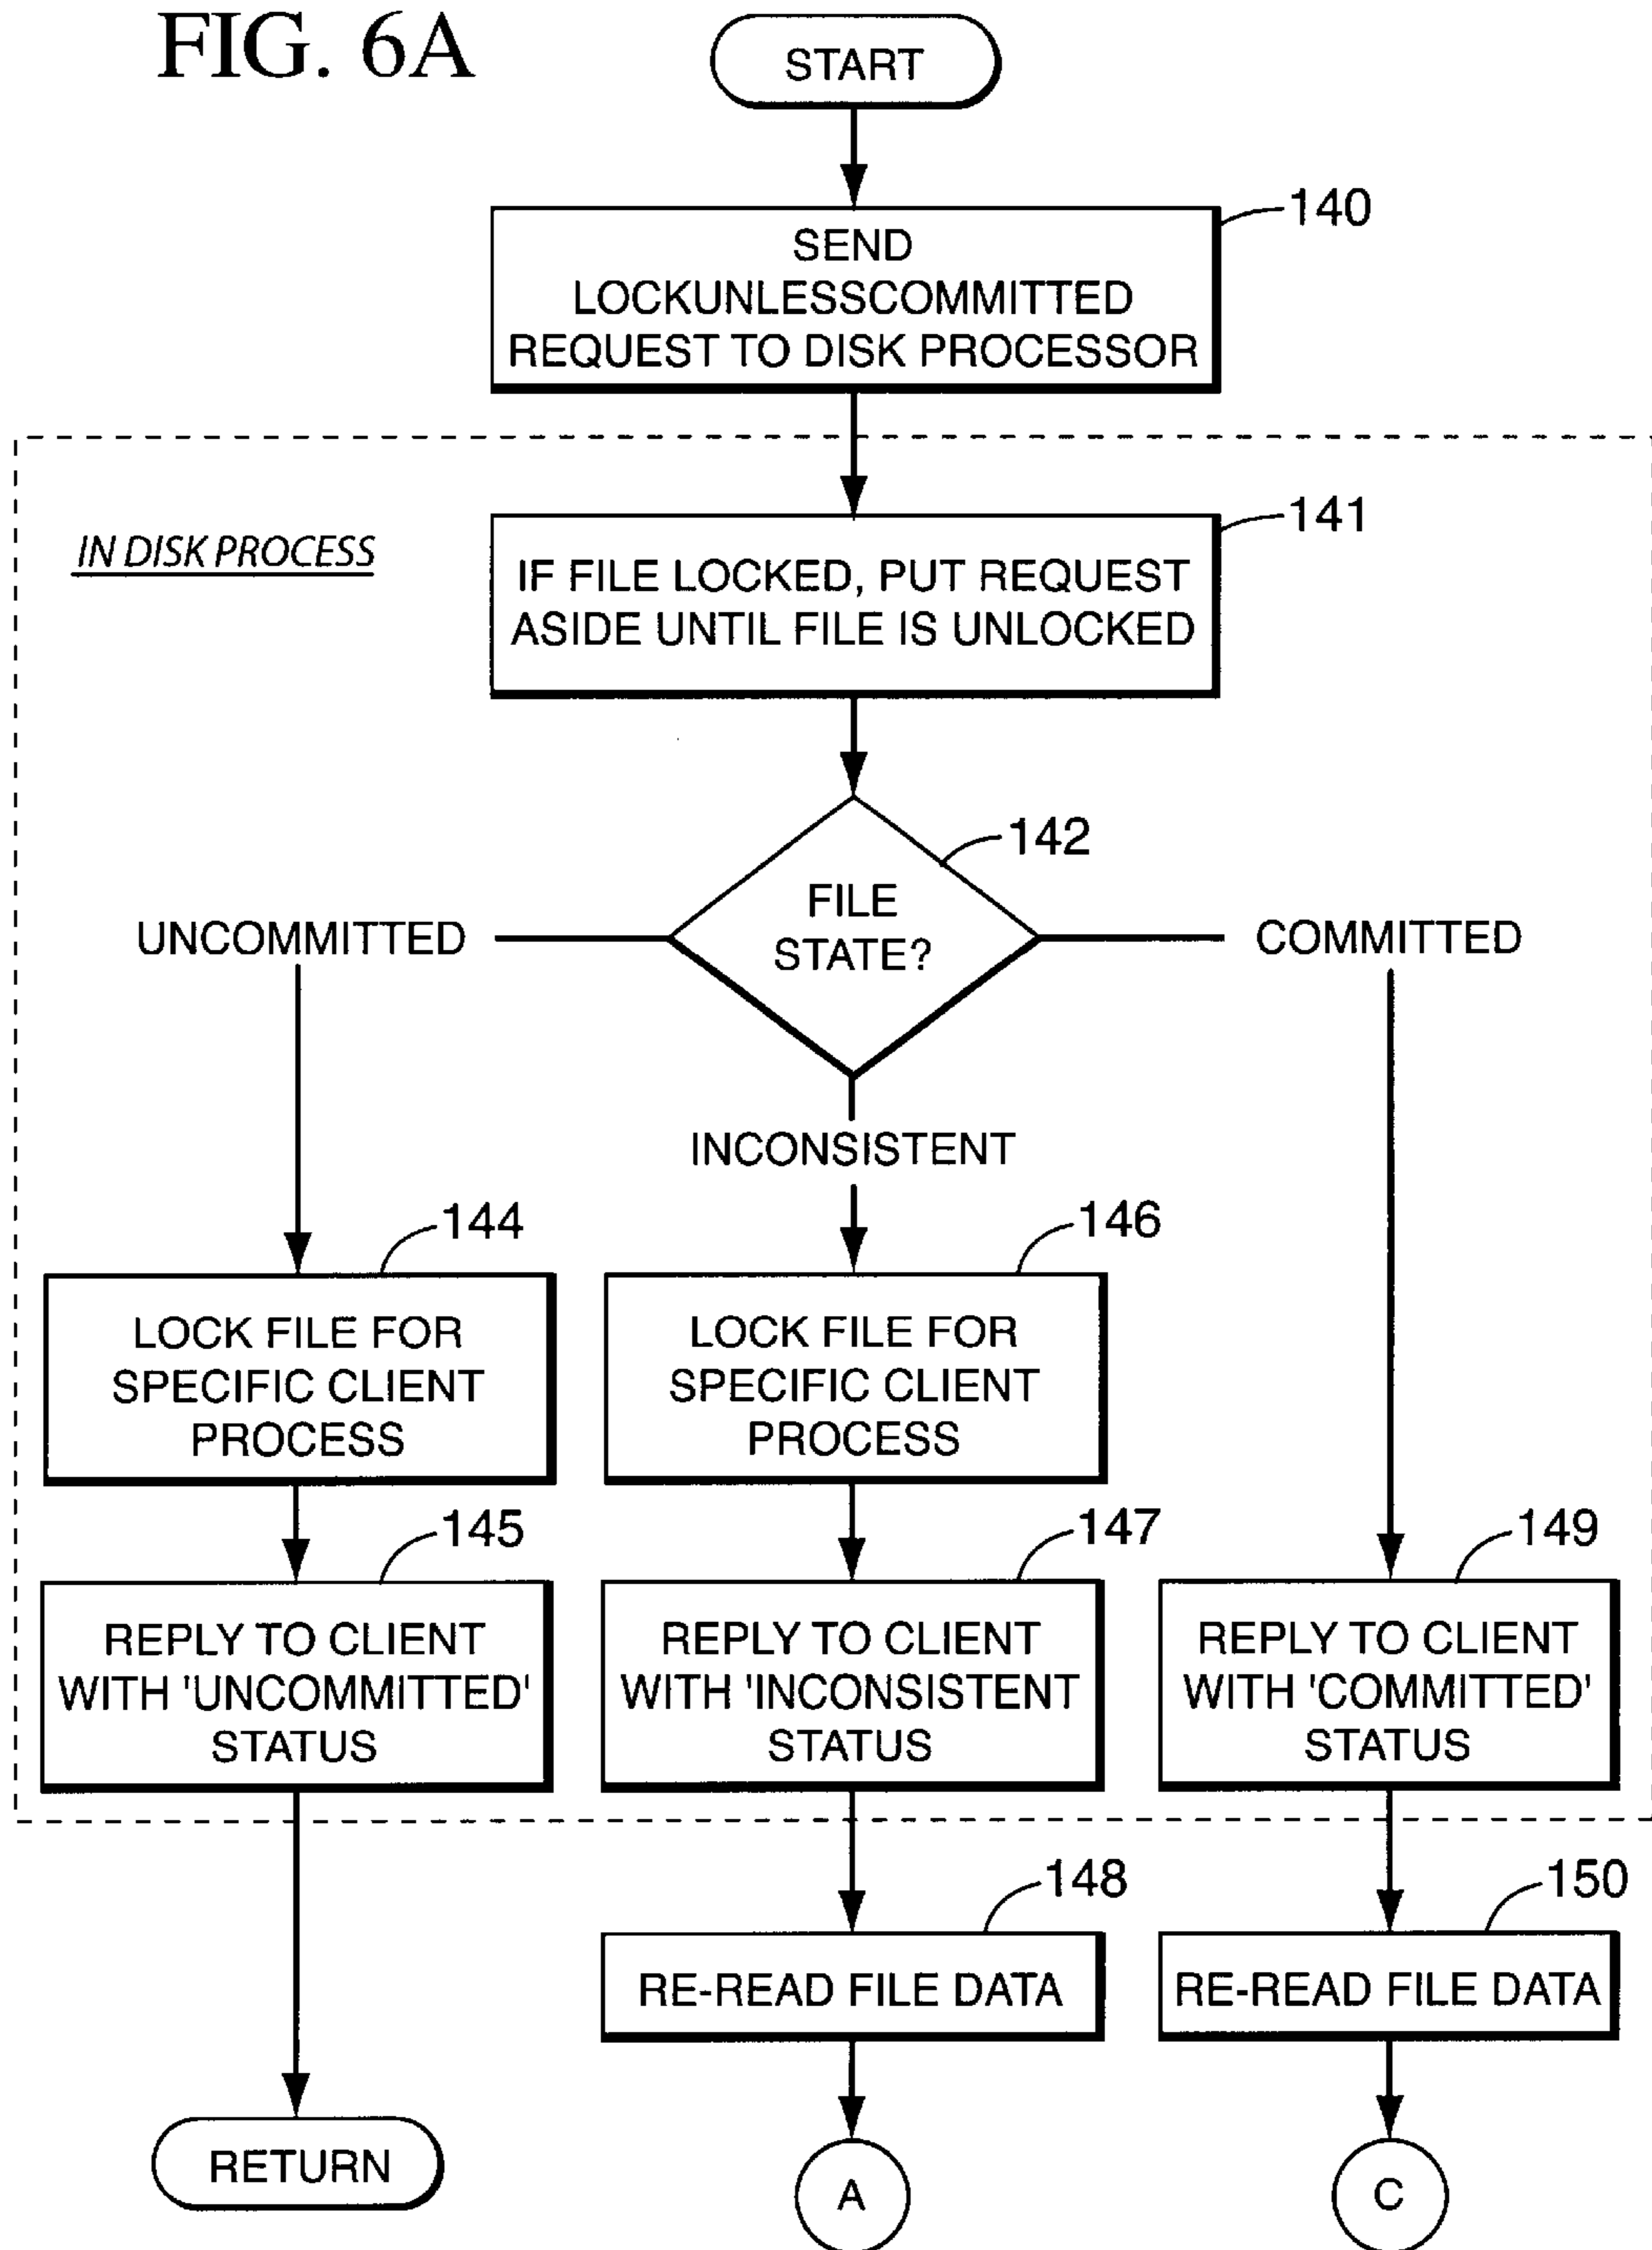 FIG. 6A
START
140
SEND
LOCKUNLESSCOMMITTED
REQUEST TO DISK PROCESSOR
141
IN DISK PROCESS
IF FILE LOCKED, PUT REQUEST
ASIDE UNTIL FILE IS UNLOCKED
142
FILE
STATE?
UNCOMMITTED
COMMITTED
INCONSISTENT
144
LOCK FILE FOR
SPECIFIC CLIENT
PROCESS
146
LOCK FILE FOR
SPECIFIC CLIENT
PROCESS
145
REPLY TO CLIENT
WITH 'UNCOMMITTED'
STATUS
147
REPLY TO CLIENT
WITH 'INCONSISTENT
STATUS
149
REPLY TO CLIENT
WITH 'COMMITTED'
STATUS
148
RE-READ FILE DATA
150
RE-READ FILE DATA
RETURN
A
C